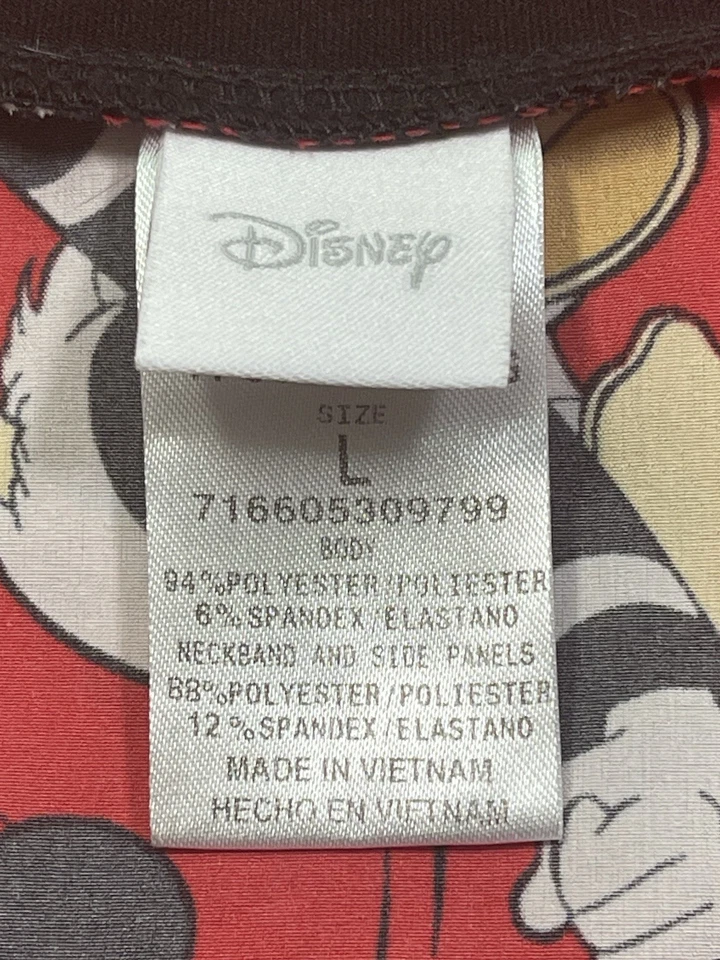 Disney
SIZE
L
716605309799
BODY
94%POLYESTER/POLIESTER
6%SPANDEX/ELASTANO
NECKBAND AND SIDE PANELS
88%POLYESTER/POLIESTER
12%SPANDEX/ELASTANO
MADE IN VIETNAM
HECHO EN VIETNAM